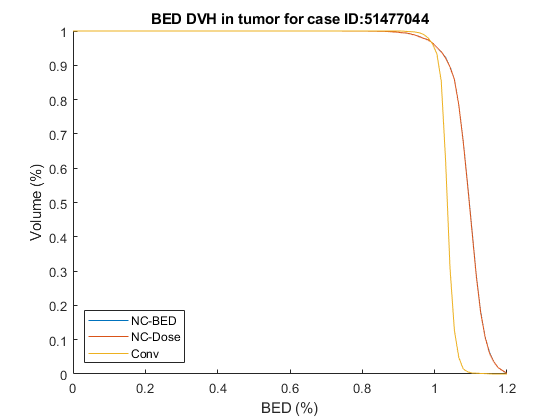 BED DVH in tumor for case ID:51477044
1
0.9
0.8
0.7
0.6
0.5
0.4
0.3
0.2
0.1
0
Volume (%)
NC-BED
NC-Dose
Conv
0 0.2 0.4 0.6 0.8 1 1.2
BED (%)